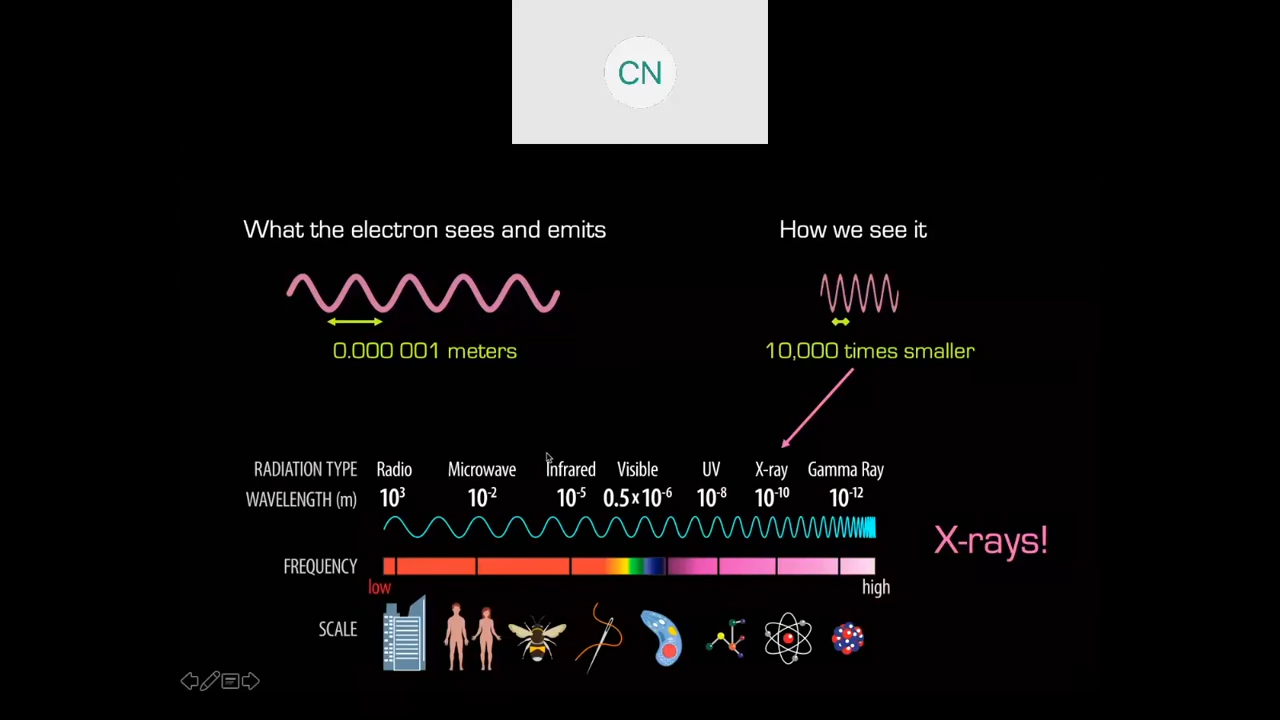 CN
What the electron sees and emits
How we see it
0.000 001 meters
10,000 times smaller
RADIATION TYPE Radio Microwave Infrared Visible UV X-ray Gamma Ray
WAVELENGTH (m) 10³ 10⁻² 10⁻⁵ 0.5 x 10⁻⁶ 10⁻⁸ 10⁻¹⁰ 10⁻¹²
X-rays!
FREQUENCY
low high
SCALE